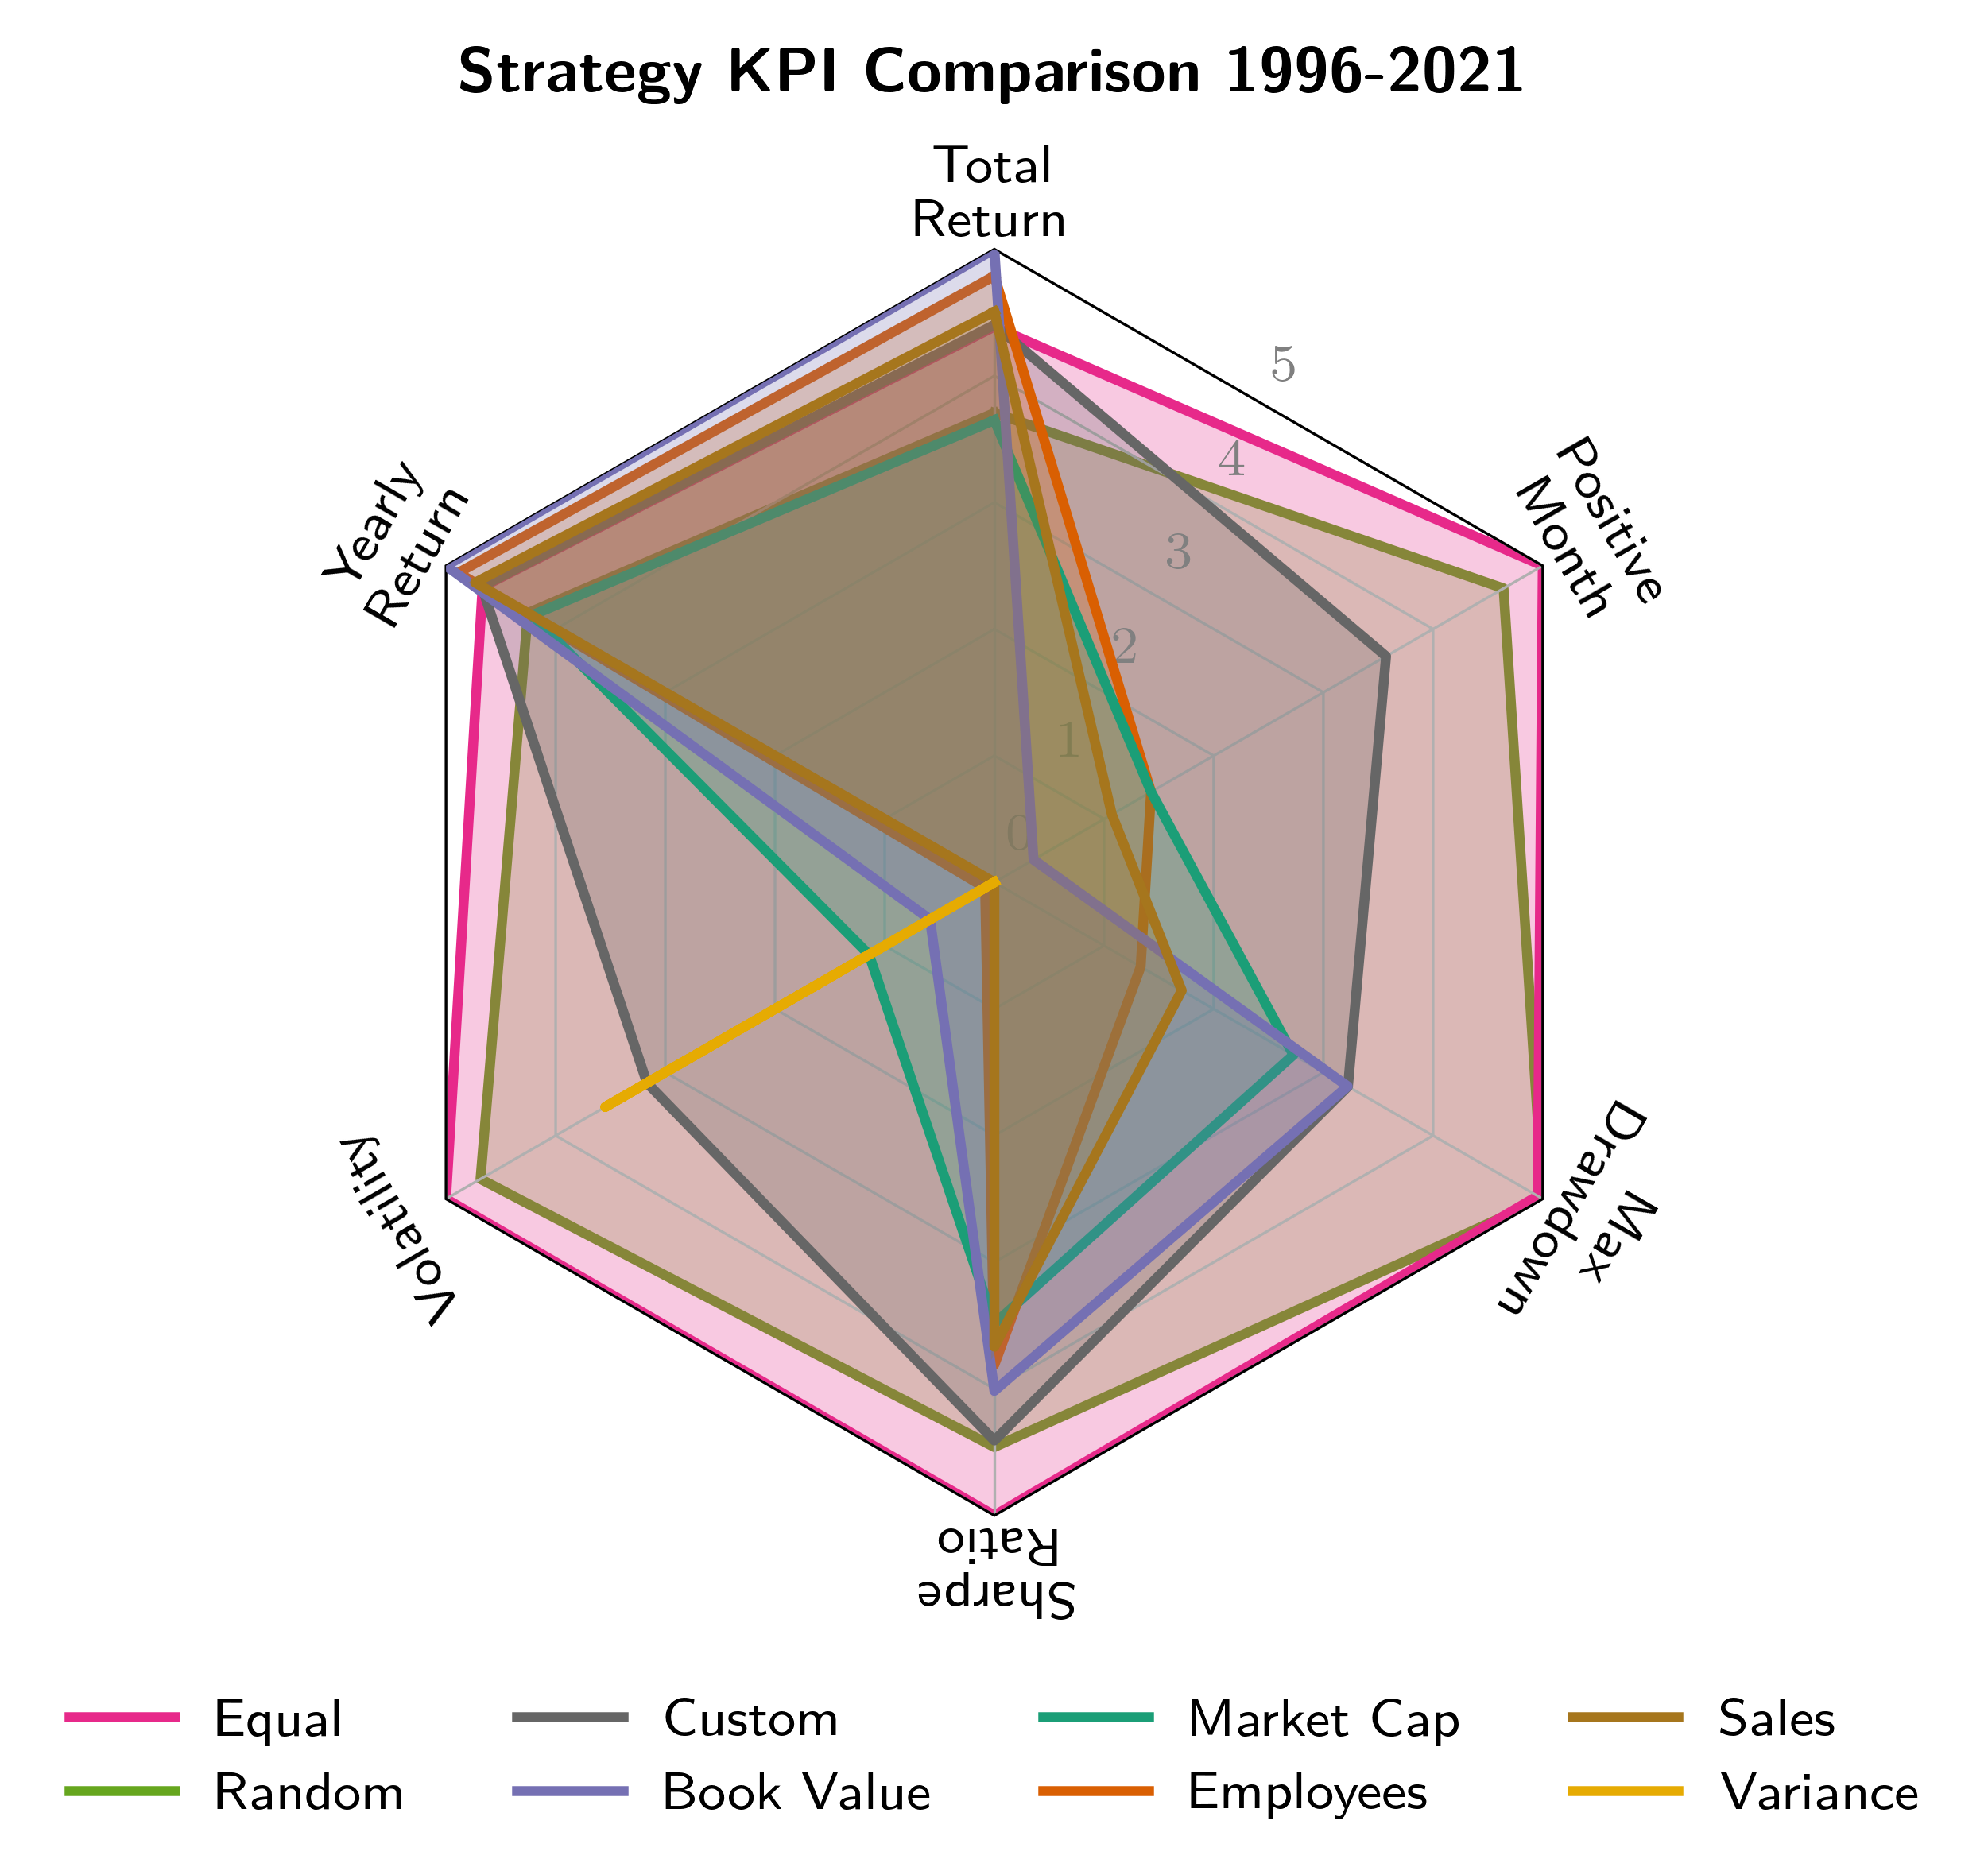 Strategy KPI Comparison 1996-2021
Total
Return
5
4
3
2
1
0
Positive
Month
Yearly
Return
Max
Drawdown
Volatility
Sharpe
Ratio
Equal
Custom
Market Cap
Sales
Random
Book Value
Employees
Variance